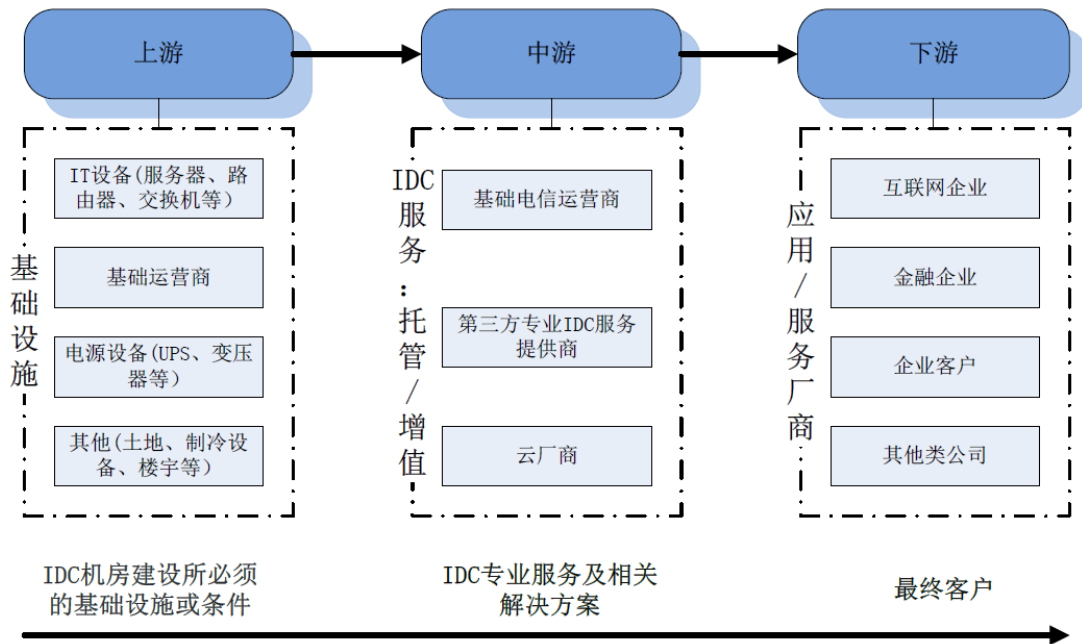 上游
中游
下游
基础设施
IT设备(服务器、路
由器、交换机等）
基础运营商
电源设备(UPS、变压
器等）
其他(土地、制冷设
备、楼宇等）
IDC服务：托管/增值
基础电信运营商
第三方专业IDC服务
提供商
云厂商
应用/服务厂商
互联网企业
金融企业
企业客户
其他类公司
IDC机房建设所必须
的基础设施或条件
IDC专业服务及相关
解决方案
最终客户